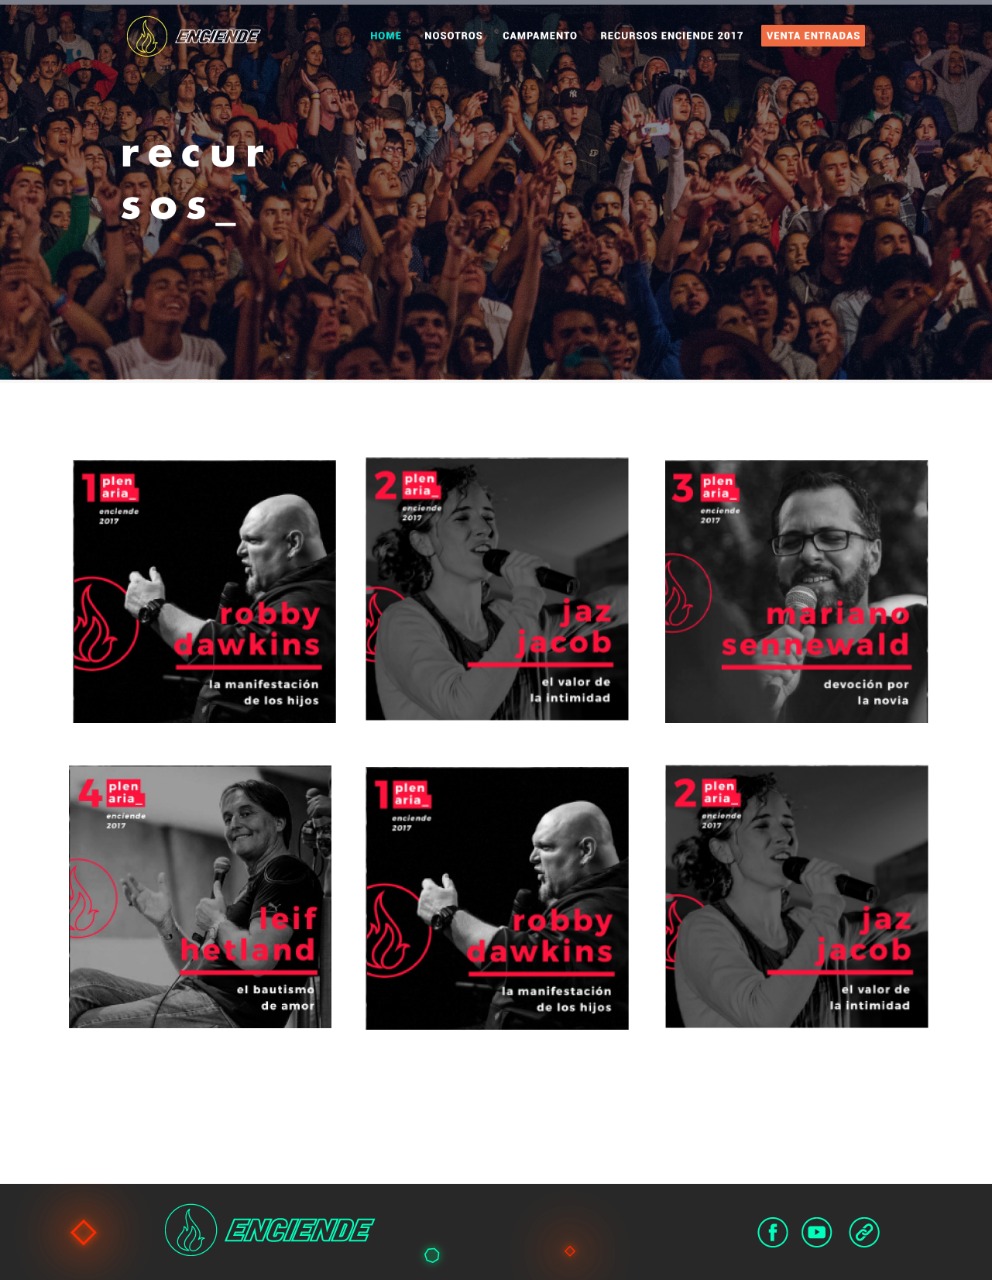 ENCIENDE
HOME NOSOTROS CAMPAMENTO RECURSOS ENCIENDE 2017 VENTA ENTRADAS
recur
sos_
1 plen
aria_
enciende
2017
robby
dawkins
la manifestación
de los hijos
2 plen
aria_
enciende
2017
jaz
jacob
el valor de
la intimidad
3 plen
aria_
enciende
2017
mariano
sennewald
devoción por
la novia
4 plen
aria_
enciende
2017
leif
hetland
el bautismo
de amor
1 plen
aria_
enciende
2017
robby
dawkins
la manifestación
de los hijos
2 plen
aria_
enciende
2017
jaz
jacob
el valor de
la intimidad
ENCIENDE